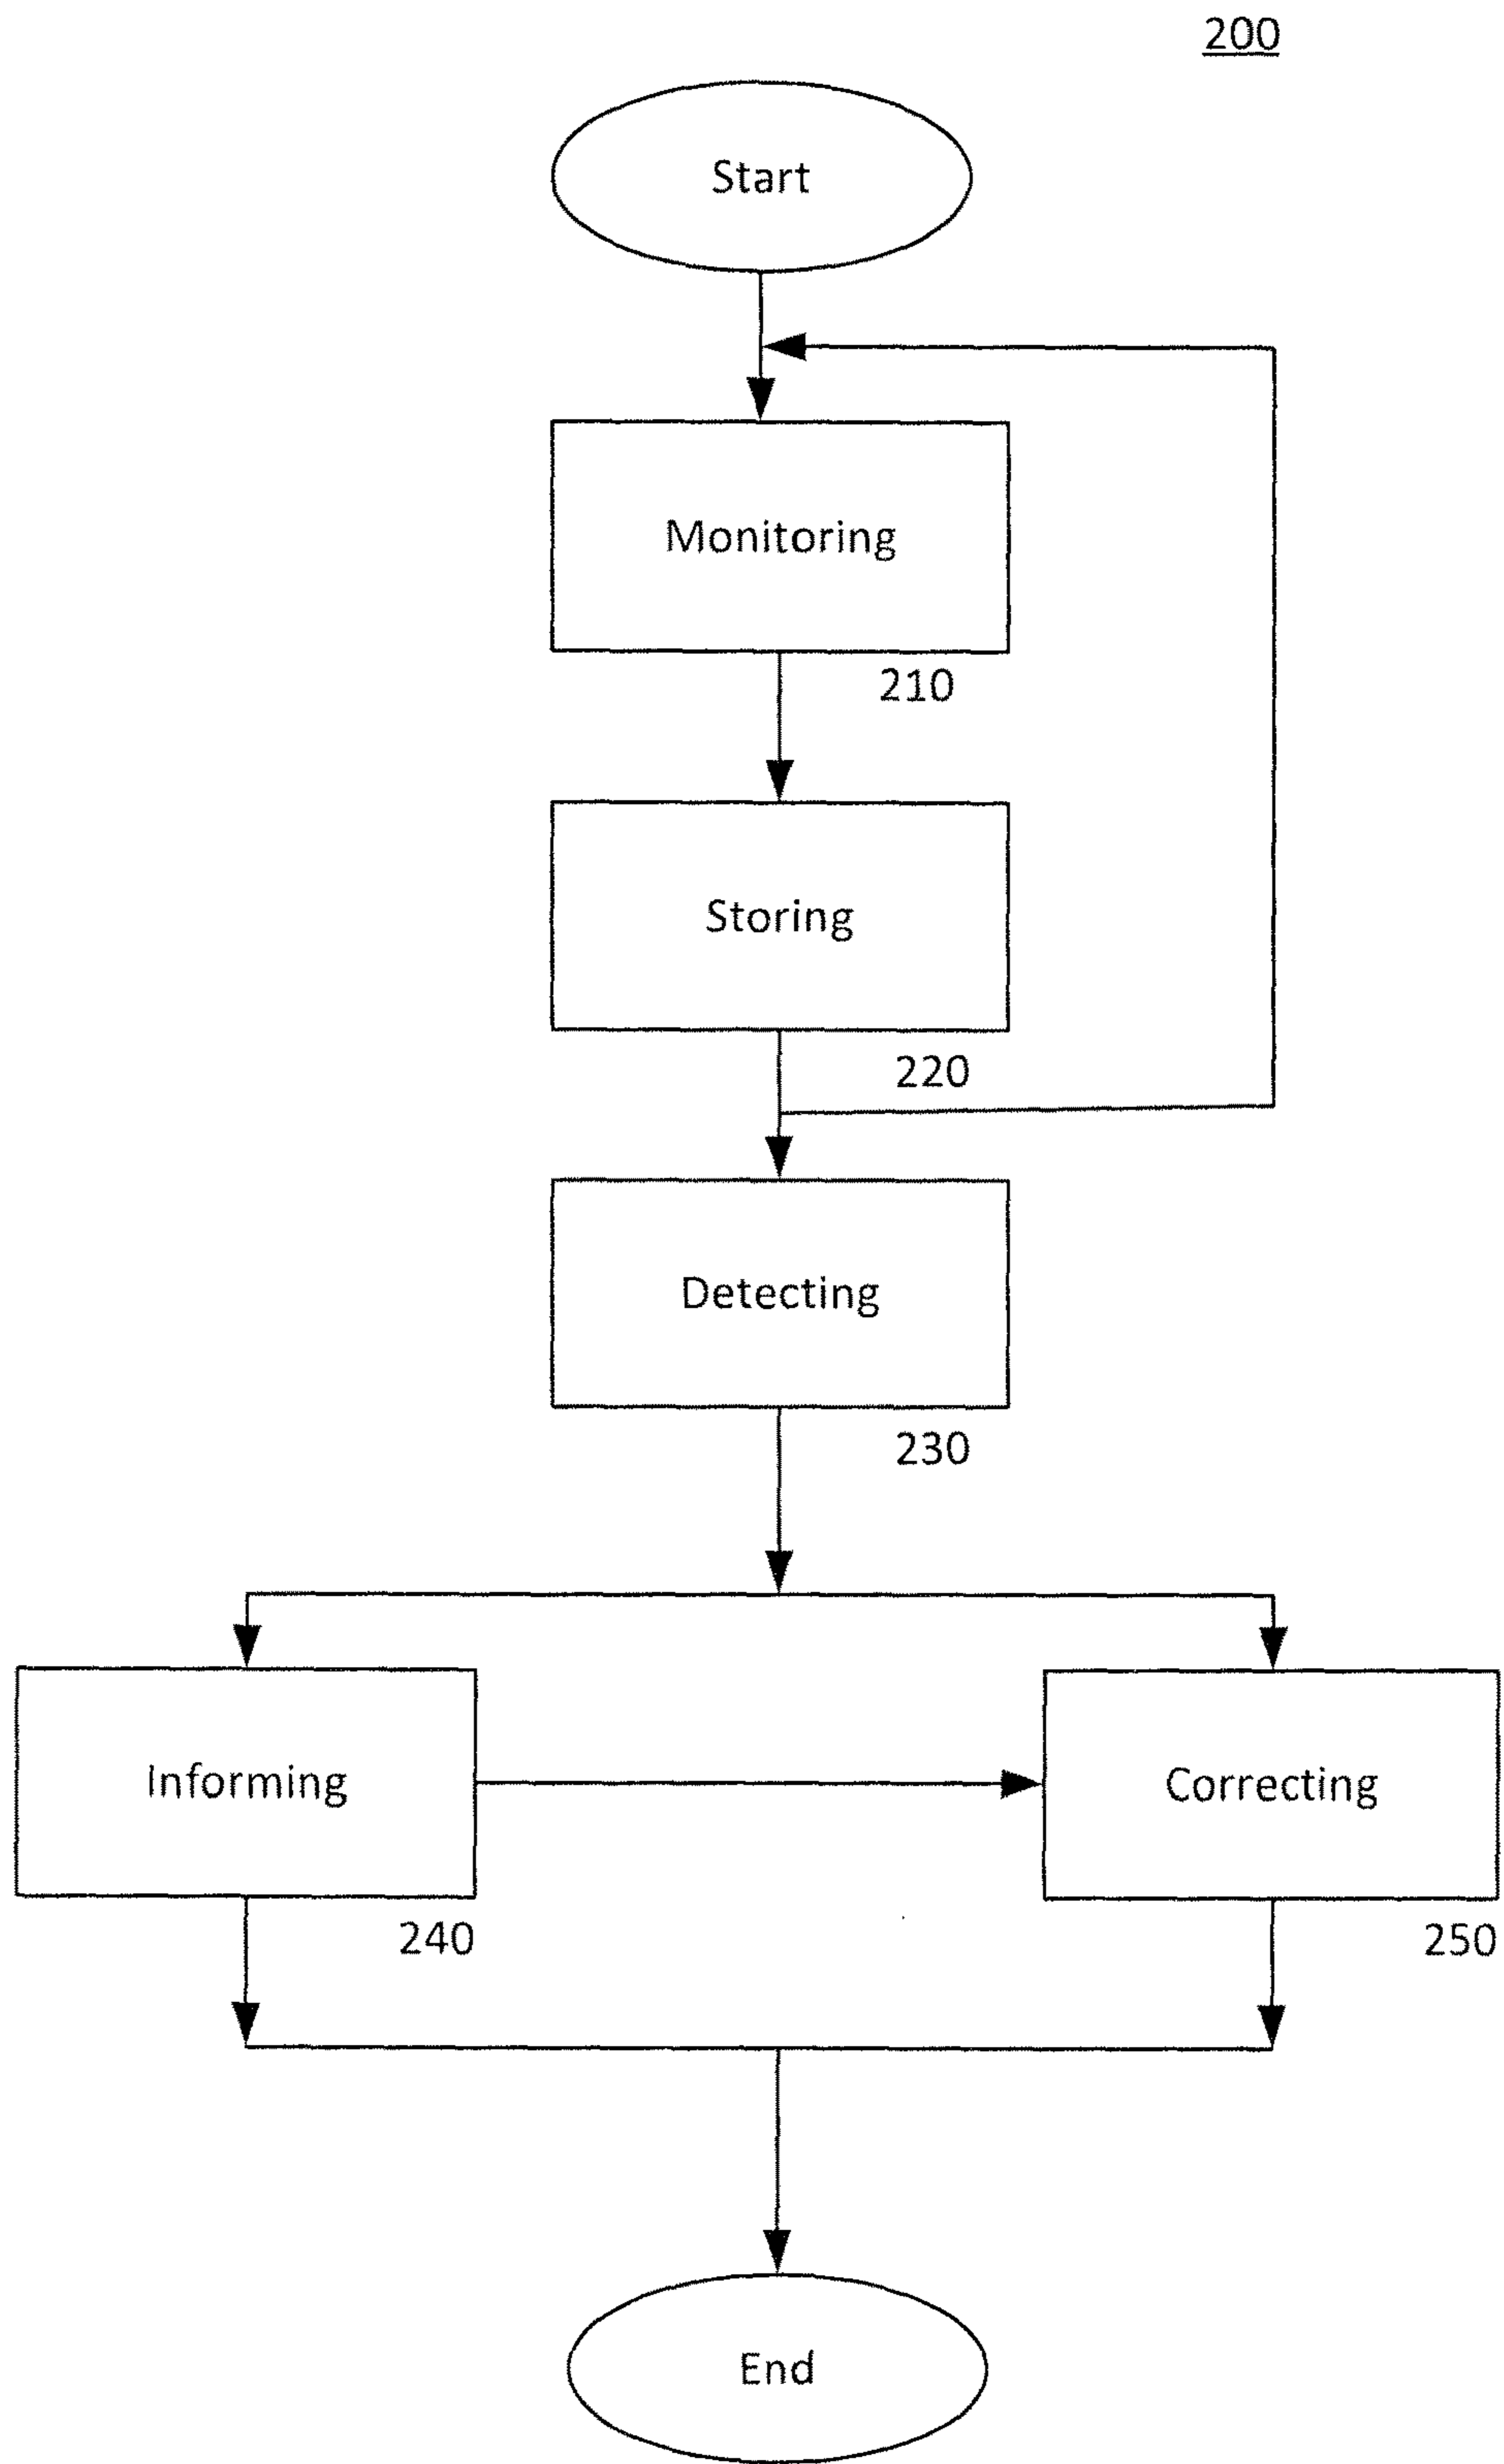 200
Start
Monitoring
210
Storing
220
Detecting
230
Informing
Correcting
240
250
End